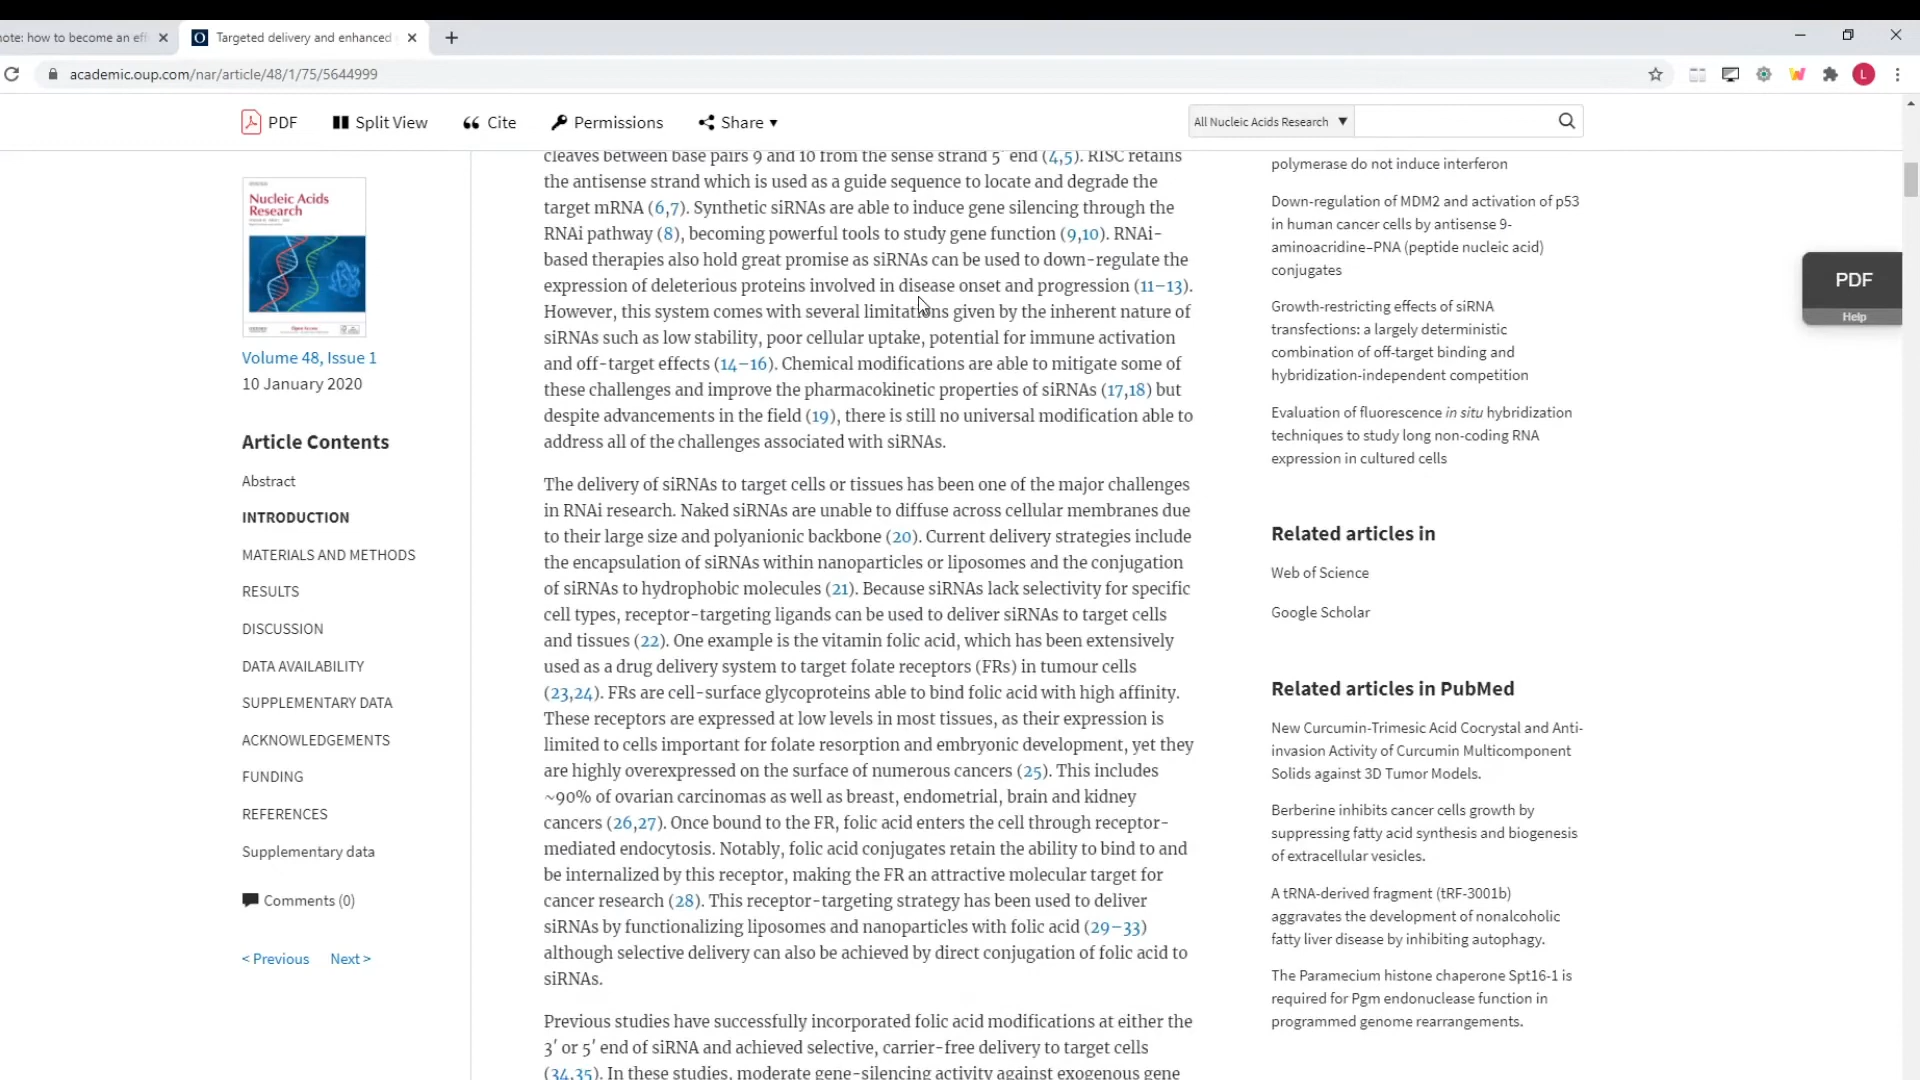 note: how to become an eff
Targeted delivery and enhanced
academic.oup.com/nar/article/48/1/75/5644999
L
PDF
Split View
Cite
Permissions
Share ▾
All Nucleic Acids Research ▼
Nucleic Acids
Research
Volume 48, Issue 1
10 January 2020
Article Contents
Abstract
INTRODUCTION
MATERIALS AND METHODS
RESULTS
DISCUSSION
DATA AVAILABILITY
SUPPLEMENTARY DATA
ACKNOWLEDGEMENTS
FUNDING
REFERENCES
Supplementary data
Comments (0)
< Previous Next >
cleaves between base pairs 9 and 10 from the sense strand 5′ end (4,5). RISC retains
the antisense strand which is used as a guide sequence to locate and degrade the
target mRNA (6,7). Synthetic siRNAs are able to induce gene silencing through the
RNAi pathway (8), becoming powerful tools to study gene function (9,10). RNAi-
based therapies also hold great promise as siRNAs can be used to down-regulate the
expression of deleterious proteins involved in disease onset and progression (11–13).
However, this system comes with several limitations given by the inherent nature of
siRNAs such as low stability, poor cellular uptake, potential for immune activation
and off-target effects (14–16). Chemical modifications are able to mitigate some of
these challenges and improve the pharmacokinetic properties of siRNAs (17,18) but
despite advancements in the field (19), there is still no universal modification able to
address all of the challenges associated with siRNAs.
The delivery of siRNAs to target cells or tissues has been one of the major challenges
in RNAi research. Naked siRNAs are unable to diffuse across cellular membranes due
to their large size and polyanionic backbone (20). Current delivery strategies include
the encapsulation of siRNAs within nanoparticles or liposomes and the conjugation
of siRNAs to hydrophobic molecules (21). Because siRNAs lack selectivity for specific
cell types, receptor-targeting ligands can be used to deliver siRNAs to target cells
and tissues (22). One example is the vitamin folic acid, which has been extensively
used as a drug delivery system to target folate receptors (FRs) in tumour cells
(23,24). FRs are cell-surface glycoproteins able to bind folic acid with high affinity.
These receptors are expressed at low levels in most tissues, as their expression is
limited to cells important for folate resorption and embryonic development, yet they
are highly overexpressed on the surface of numerous cancers (25). This includes
~90% of ovarian carcinomas as well as breast, endometrial, brain and kidney
cancers (26,27). Once bound to the FR, folic acid enters the cell through receptor-
mediated endocytosis. Notably, folic acid conjugates retain the ability to bind to and
be internalized by this receptor, making the FR an attractive molecular target for
cancer research (28). This receptor-targeting strategy has been used to deliver
siRNAs by functionalizing liposomes and nanoparticles with folic acid (29–33)
although selective delivery can also be achieved by direct conjugation of folic acid to
siRNAs.
Previous studies have successfully incorporated folic acid modifications at either the
3′ or 5′ end of siRNA and achieved selective, carrier-free delivery to target cells
(34,35). In these studies, moderate gene-silencing activity against exogenous gene
polymerase do not induce interferon
Down-regulation of MDM2 and activation of p53
in human cancer cells by antisense 9-
aminoacridine–PNA (peptide nucleic acid)
conjugates
Growth-restricting effects of siRNA
transfections: a largely deterministic
combination of off-target binding and
hybridization-independent competition
Evaluation of fluorescence in situ hybridization
techniques to study long non-coding RNA
expression in cultured cells
Related articles in
Web of Science
Google Scholar
Related articles in PubMed
New Curcumin-Trimesic Acid Cocrystal and Anti-
invasion Activity of Curcumin Multicomponent
Solids against 3D Tumor Models.
Berberine inhibits cancer cells growth by
suppressing fatty acid synthesis and biogenesis
of extracellular vesicles.
A tRNA-derived fragment (tRF-3001b)
aggravates the development of nonalcoholic
fatty liver disease by inhibiting autophagy.
The Paramecium histone chaperone Spt16-1 is
required for Pgm endonuclease function in
programmed genome rearrangements.
PDF
Help